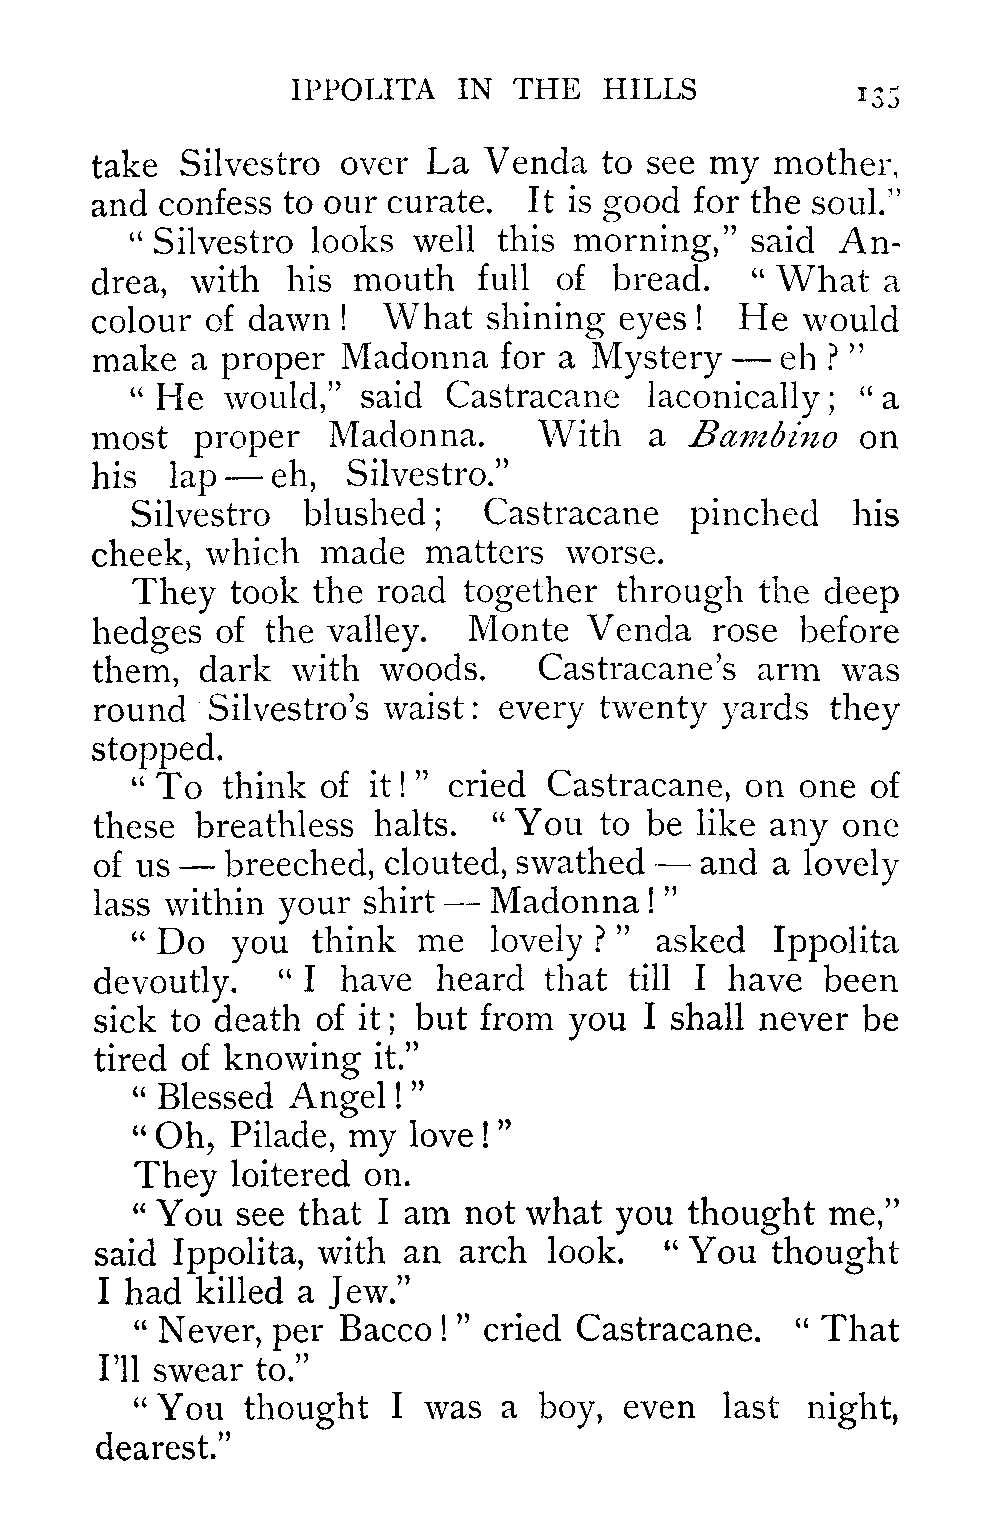 IPPOLITA IN THE HILLS 135
take Silvestro over La Venda to see my mother,
and confess to our curate. It is good for the soul.”
“ Silvestro looks well this morning,” said An-
drea, with his mouth full of bread. “ What a
colour of dawn ! What shining eyes ! He would
make a proper Madonna for a Mystery — eh ? ”
“ He would,” said Castracane laconically ; “ a
most proper Madonna. With a Bambino on
his lap — eh, Silvestro.”
Silvestro blushed ; Castracane pinched his
cheek, which made matters worse.
They took the road together through the deep
hedges of the valley. Monte Venda rose before
them, dark with woods. Castracane’s arm was
round Silvestro’s waist : every twenty yards they
stopped.
“ To think of it ! ” cried Castracane, on one of
these breathless halts. “ You to be like any one
of us — breeched, clouted, swathed — and a lovely
lass within your shirt — Madonna ! ”
“ Do you think me lovely ? ” asked Ippolita
devoutly. “ I have heard that till I have been
sick to death of it ; but from you I shall never be
tired of knowing it.”
“ Blessed Angel ! ”
“ Oh, Pilade, my love ! ”
They loitered on.
“ You see that I am not what you thought me,”
said Ippolita, with an arch look. “ You thought
I had killed a Jew.”
“ Never, per Bacco ! ” cried Castracane. “ That
I’ll swear to.”
“ You thought I was a boy, even last night,
dearest.”